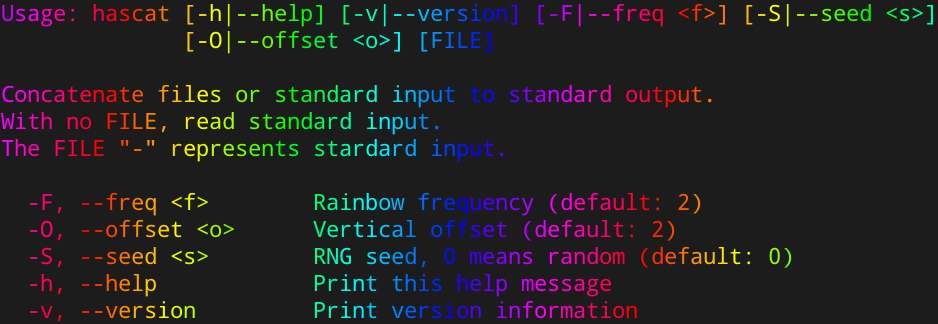 Usage: hascat [-h|--help] [-v|--version] [-F|--freq <f>] [-S|--seed <s>]
[-O|--offset <o>] [FILE]
Concatenate files or standard input to standard output.
With no FILE, read standard input.
The FILE "-" represents stardard input.
-F, --freq <f> Rainbow frequency (default: 2)
-O, --offset <o> Vertical offset (default: 2)
-S, --seed <s> RNG seed, 0 means random (default: 0)
-h, --help Print this help message
-v, --version Print version information